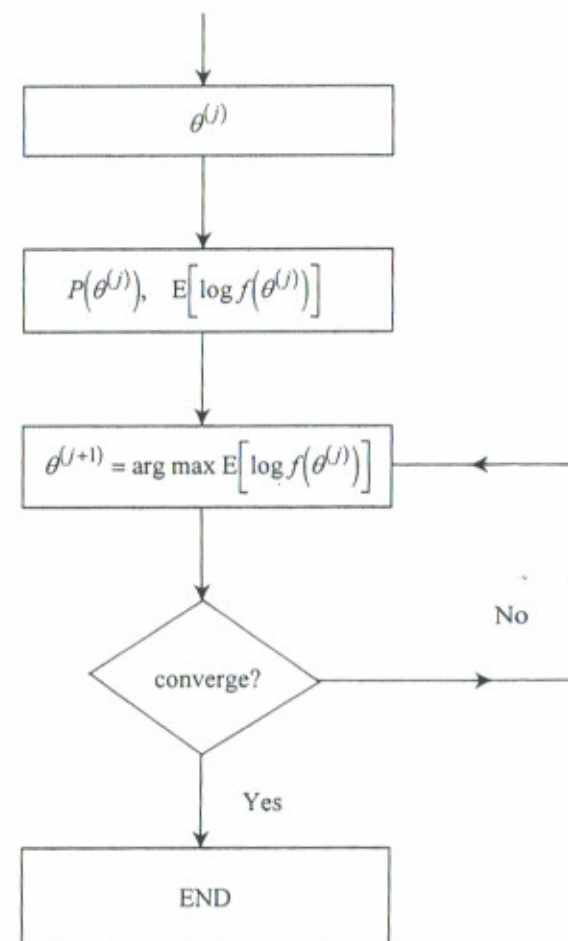 θ^(j)
P(θ^(j)), E[log f(θ^(j))]
θ^(j+1) = arg max E[log f(θ^(j))]
No
converge?
Yes
END